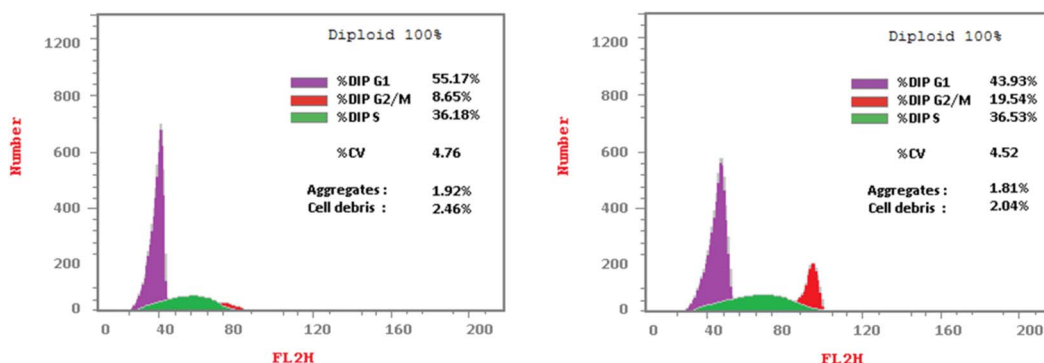 Diploid 100%
1200
800
600
400
200
0
Number
%DIP G1 55.17%
%DIP G2/M 8.65%
%DIP S 36.18%
%CV 4.76
Aggregates : 1.92%
Cell debris : 2.46%
0 40 80 120 160 200
FL2H
Diploid 100%
1200
800
600
400
200
0
Number
%DIP G1 43.93%
%DIP G2/M 19.54%
%DIP S 36.53%
%CV 4.52
Aggregates : 1.81%
Cell debris : 2.04%
0 40 80 120 160 200
FL2H